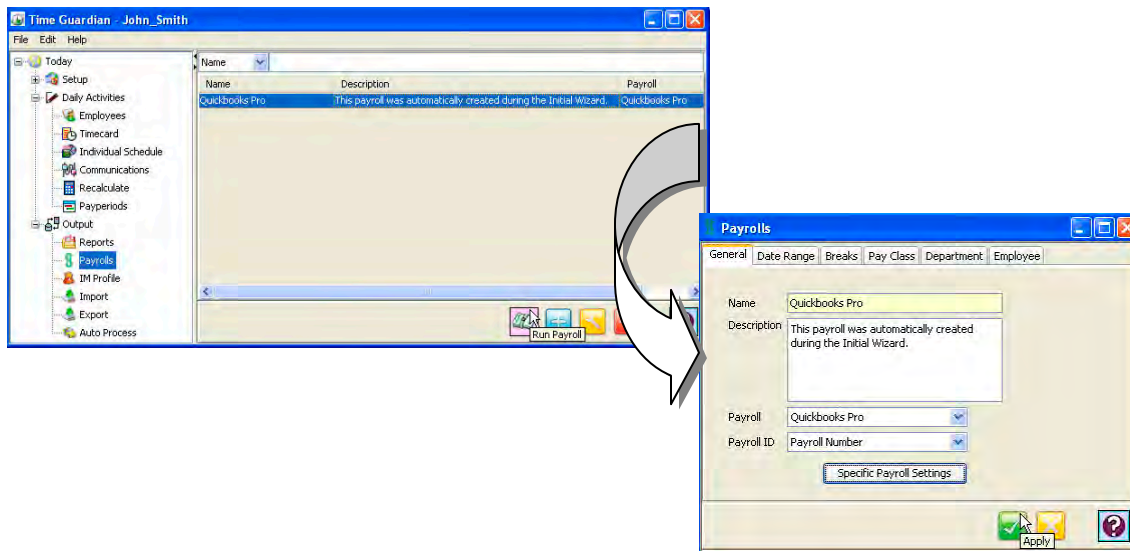 Time Guardian - John_Smith
File Edit Help
Today
Setup
Daily Activities
Employees
Timecard
Individual Schedule
Communications
Recalculate
Payperiods
Output
Reports
Payrolls
IM Profile
Import
Export
Auto Process
Name
Name Description Payroll
Quickbooks Pro This payroll was automatically created during the Initial Wizard. Quickbooks Pro
Run Payroll
Payrolls
General Date Range Breaks Pay Class Department Employee
Name Quickbooks Pro
Description This payroll was automatically created
during the Initial Wizard.
Payroll Quickbooks Pro
Payroll ID Payroll Number
Specific Payroll Settings
Apply